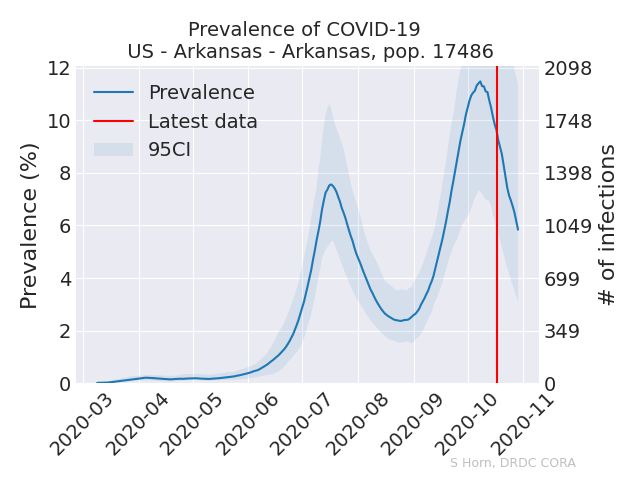 Prevalence of COVID-19
US - Arkansas - Arkansas, pop. 17486
Prevalence
Latest data
95CI
Prevalence (%)
12
10
8
6
4
2
0
2098
1748
1398
1049
699
349
0
# of infections
2020-03
2020-04
2020-05
2020-06
2020-07
2020-08
2020-09
2020-10
2020-11
S Horn, DRDC CORA